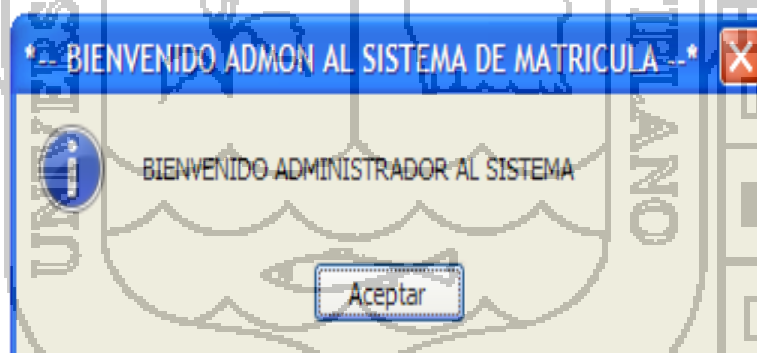 *-- BIENVENIDO ADMON AL SISTEMA DE MATRICULA --*
BIENVENIDO ADMINISTRADOR AL SISTEMA
Aceptar